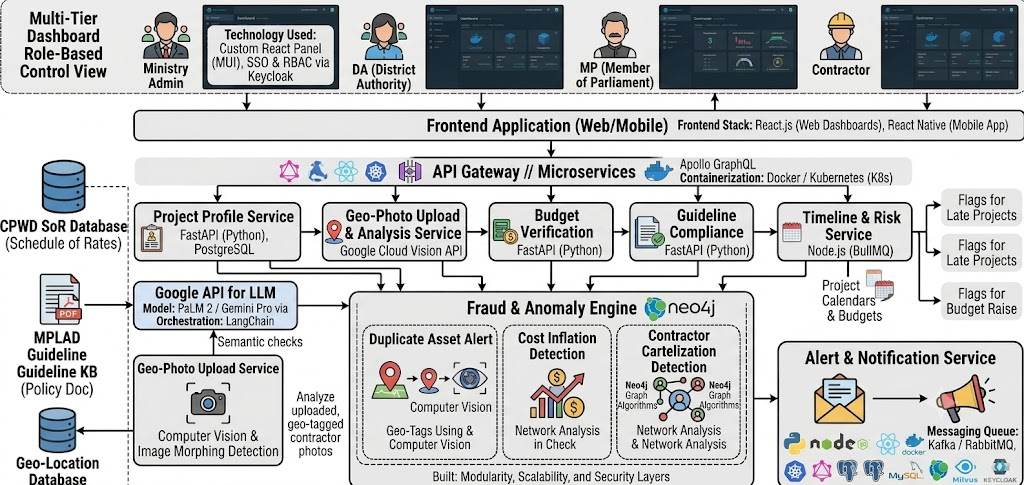 Multi-Tier
Dashboard
Role-Based
Control View
Ministry
Admin
Technology Used:
Custom React Panel
(MUI), SSO & RBAC via
Keycloak
DA (District
Authority)
MP (Member
of Parliament)
Contractor
Frontend Application (Web/Mobile) Frontend Stack: React.js (Web Dashboards), React Native (Mobile App)
API Gateway // Microservices
Apollo GraphQL
Containerization: Docker / Kubernetes (K8s)
CPWD SoR Database
(Schedule of Rates)
Project Profile Service
FastAPI (Python),
PostgreSQL
Geo-Photo Upload
& Analysis Service
Google Cloud Vision API
Budget
Verification
FastAPI (Python)
Guideline
Compliance
FastAPI (Python)
Timeline & Risk
Service
Node.js (BullMQ)
Flags for
Late Projects
Flags for
Late Projects
Flags for
Budget Raise
Project
Calendars
& Budgets
PDF
MPLAD
Guideline
Guideline KB
(Policy Doc)
Google API for LLM
Model: PaLM 2 / Gemini Pro via
Orchestration: LangChain
Semantic checks
Geo-Photo Upload Service
Computer Vision &
Image Morphing Detection
Geo-Location
Database
Analyze
uploaded,
geo-tagged
contractor
photos
Fraud & Anomaly Engine neo4j
Duplicate Asset Alert
Computer Vision
Geo-Tags Using &
Computer Vision
Cost Inflation
Detection
Network Analysis
in Check
Contractor
Cartelization
Detection
Neo4j
Graph
Algorithms
Neo4j
Graph
Algorithms
Network Analysis
& Network Analysis
Built: Modularity, Scalability, and Security Layers
Alert & Notification Service
Messaging Queue:
Kafka / RabbitMQ,
node
docker
MySQL
Milvus
KEYCLOAK